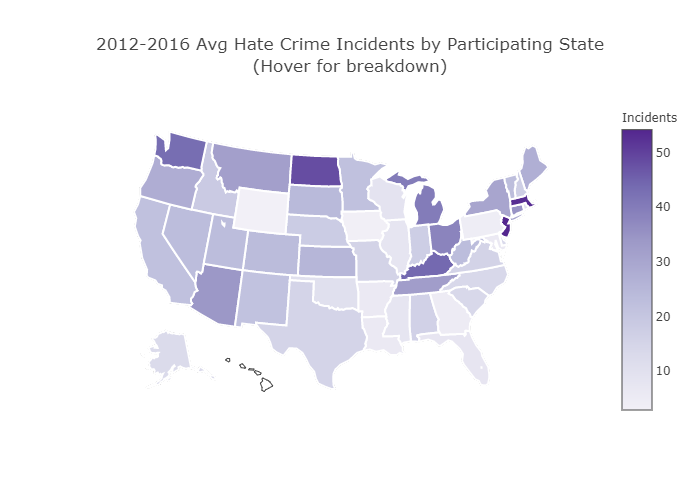 2012-2016 Avg Hate Crime Incidents by Participating State
(Hover for breakdown)
Incidents
50
40
30
20
10